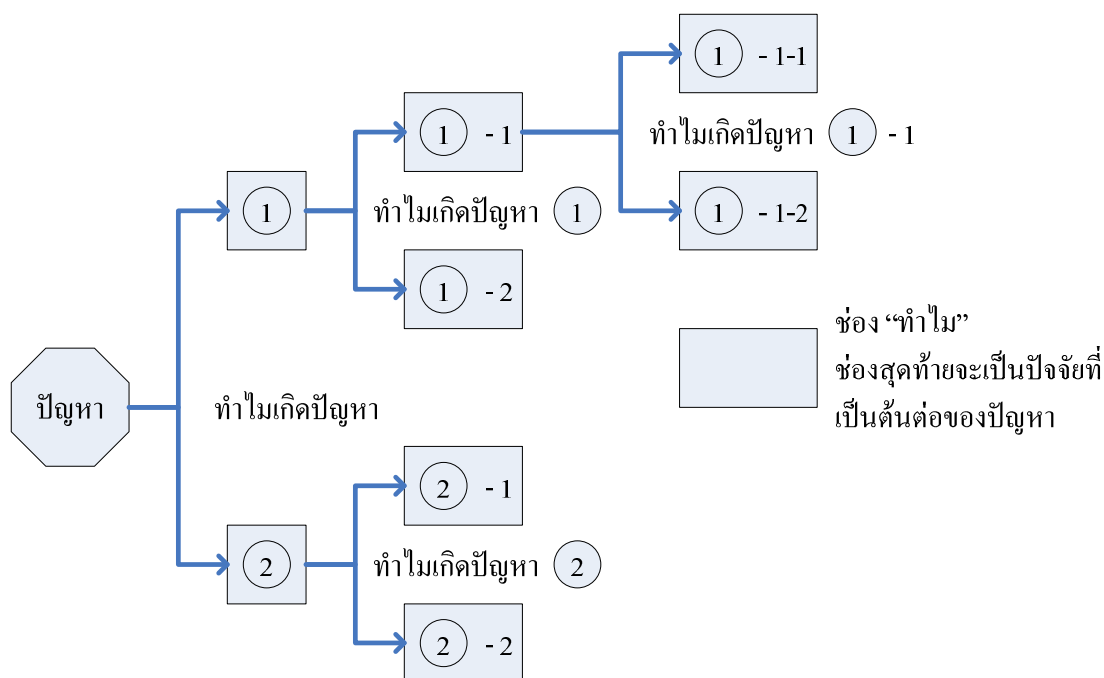 ① - 1-1
① - 1
ทำไมเกิดปัญหา ① - 1
①
ทำไมเกิดปัญหา ①
① - 1-2
① - 2
ช่อง “ทำไม”
ช่องสุดท้ายจะเป็นปัจจัยที่
เป็นต้นต่อของปัญหา
ปัญหา
ทำไมเกิดปัญหา
② - 1
②
ทำไมเกิดปัญหา ②
② - 2